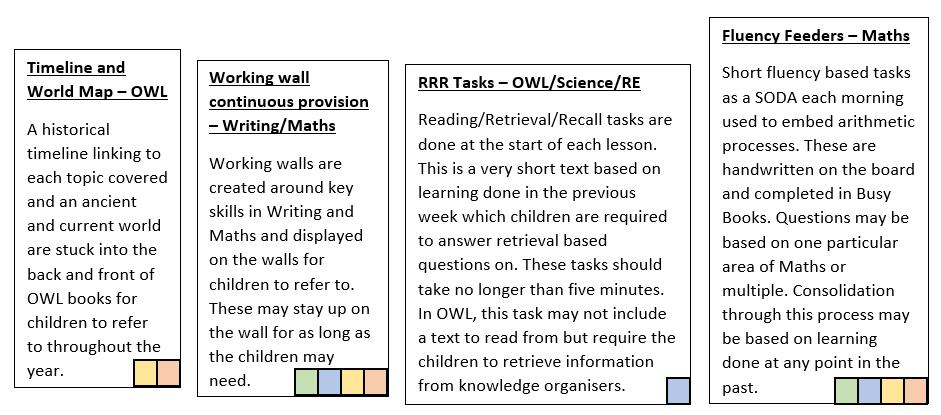 Timeline and
World Map – OWL
A historical
timeline linking to
each topic covered
and an ancient
and current world
are stuck into the
back and front of
OWL books for
children to refer
to throughout the
year.
Working wall
continuous provision
– Writing/Maths
Working walls are
created around key
skills in Writing and
Maths and displayed
on the walls for
children to refer to.
These may stay up on
the wall for as long as
the children may
need.
RRR Tasks – OWL/Science/RE
Reading/Retrieval/Recall tasks are
done at the start of each lesson.
This is a very short text based on
learning done in the previous
week which children are required
to answer retrieval based
questions on. These tasks should
take no longer than five minutes.
In OWL, this task may not include
a text to read from but require the
children to retrieve information
from knowledge organisers.
Fluency Feeders – Maths
Short fluency based tasks
as a SODA each morning
used to embed arithmetic
processes. These are
handwritten on the board
and completed in Busy
Books. Questions may be
based on one particular
area of Maths or
multiple. Consolidation
through this process may
be based on learning
done at any point in the
past.